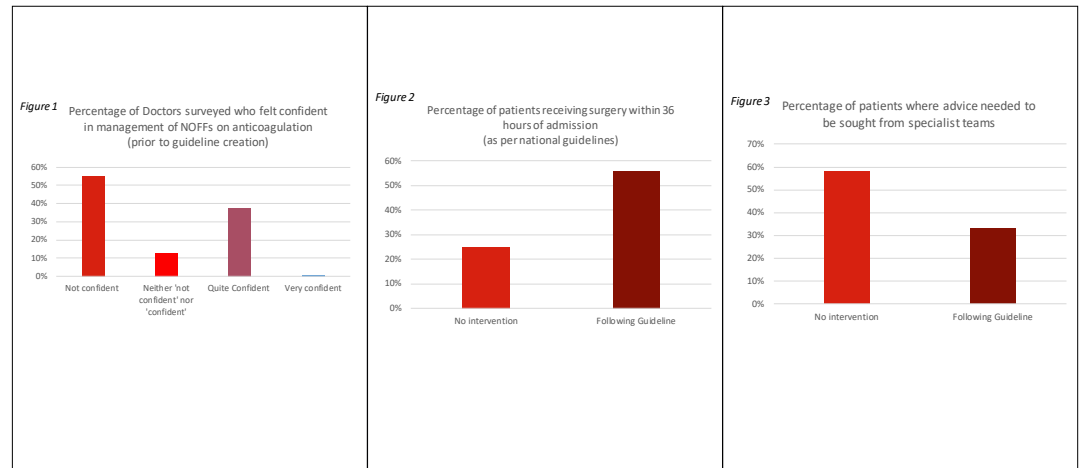 Figure 1
Percentage of Doctors surveyed who felt confident
in management of NOFFs on anticoagulation
(prior to guideline creation)
60%
50%
40%
30%
20%
10%
0%
Not confident
Neither 'not
confident' nor
'confident'
Quite Confident
Very confident
Figure 2
Percentage of patients receiving surgery within 36
hours of admission
(as per national guidelines)
60%
50%
40%
30%
20%
10%
0%
No intervention
Following Guideline
Figure 3
Percentage of patients where advice needed to
be sought from specialist teams
70%
60%
50%
40%
30%
20%
10%
0%
No intervention
Following Guideline